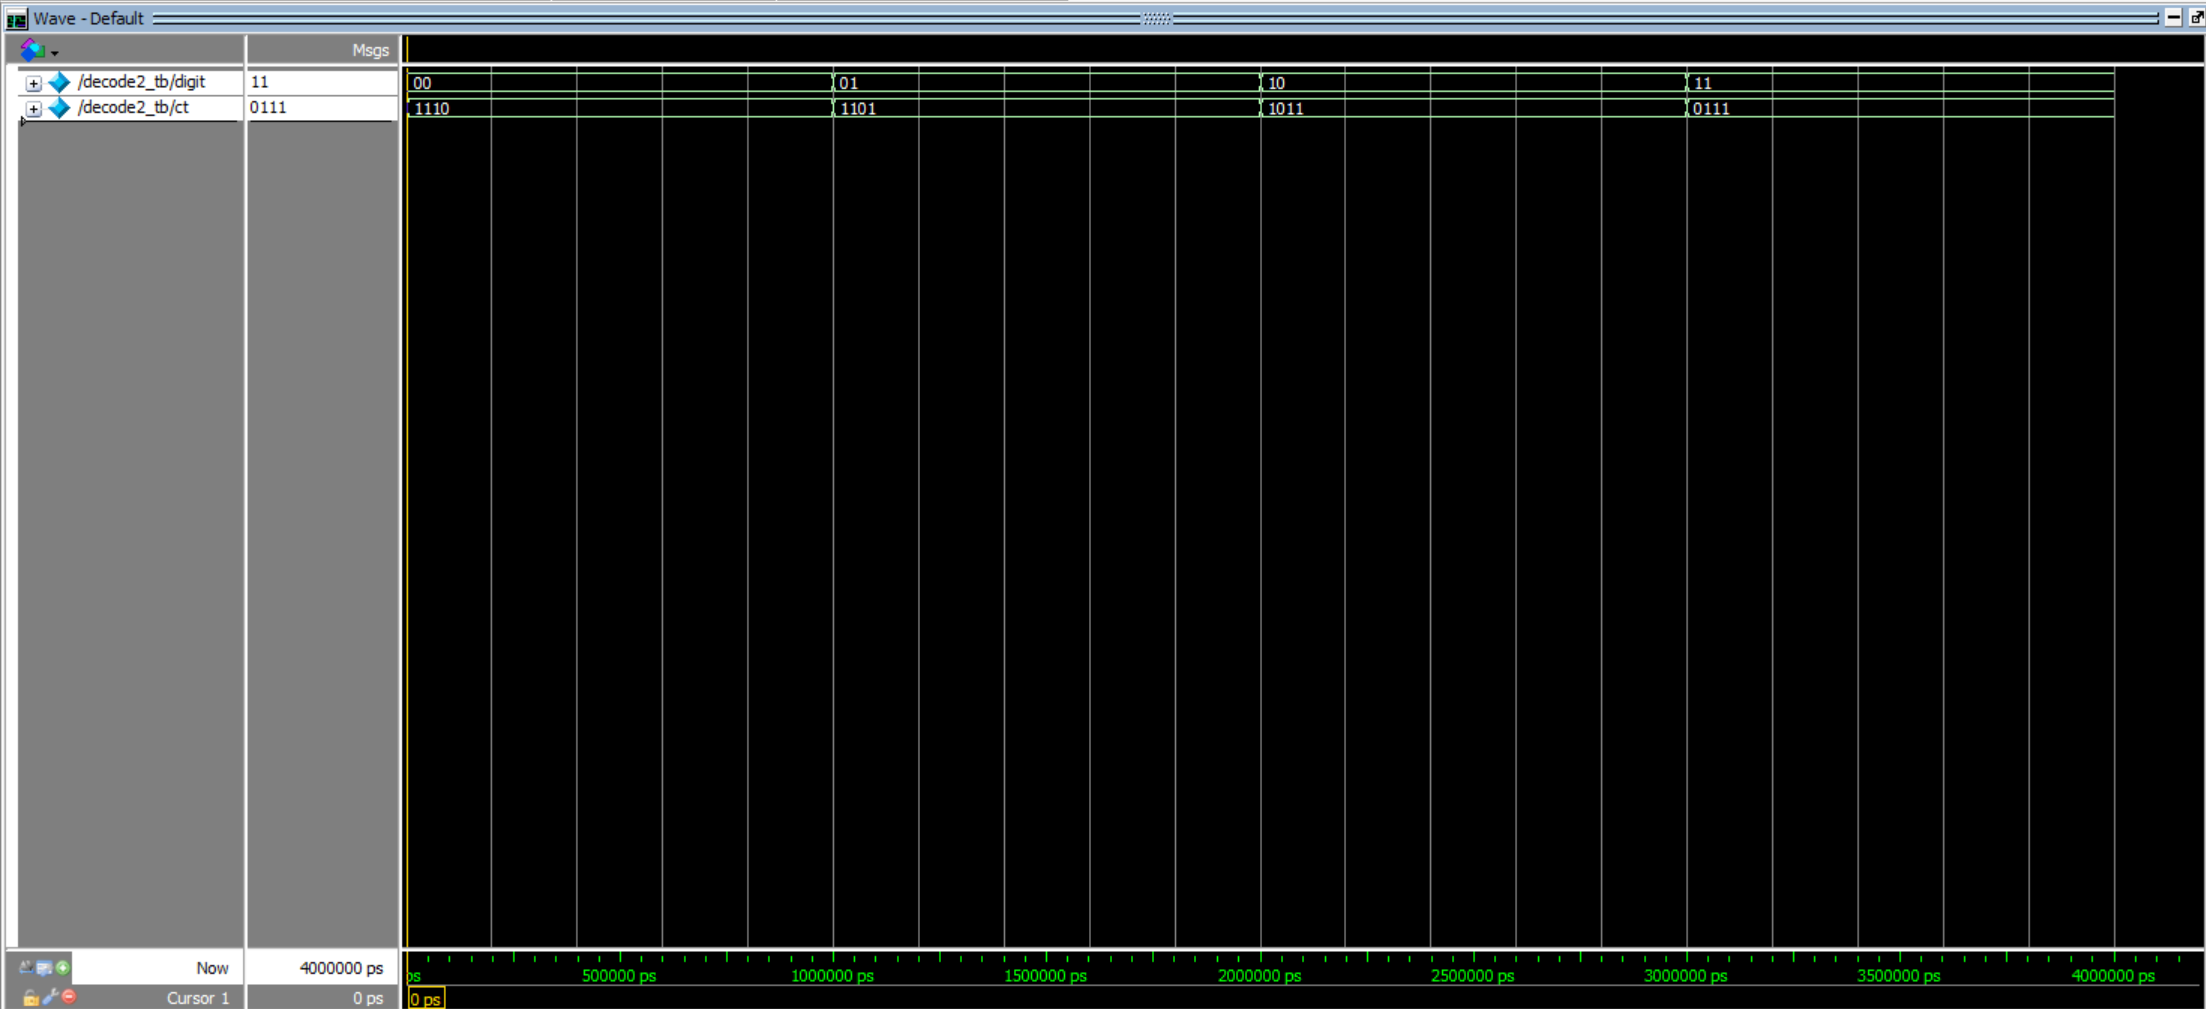 Wave - Default
Msgs
/decode2_tb/digit 11 00 01 10 11
/decode2_tb/ct 0111 1110 1101 1011 0111
Now 4000000 ps ps 500000 ps 1000000 ps 1500000 ps 2000000 ps 2500000 ps 3000000 ps 3500000 ps 4000000 ps
Cursor 1 0 ps 0 ps